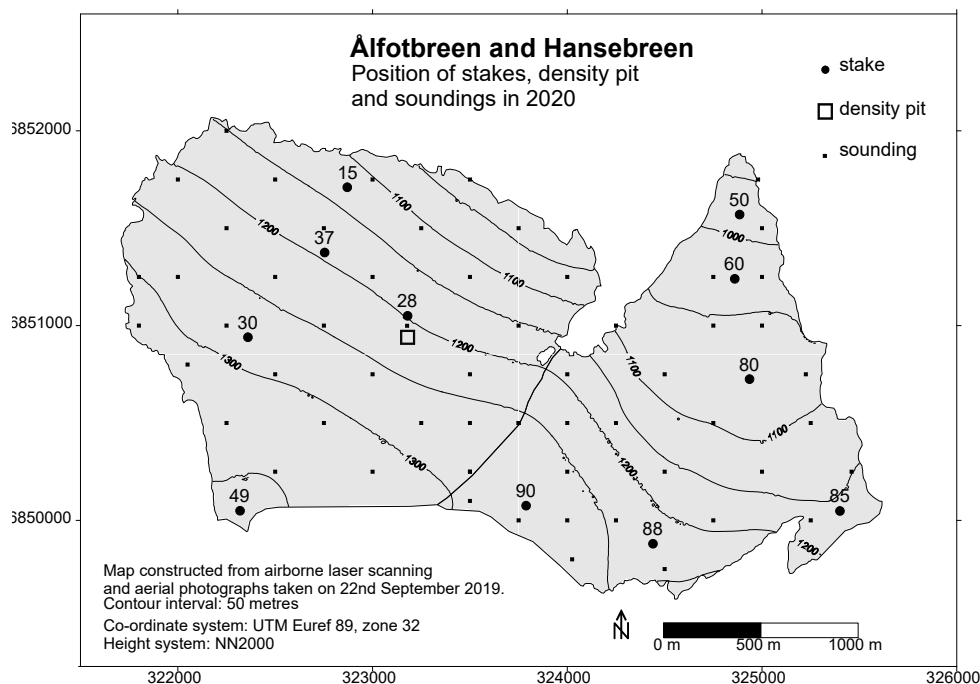 Ålfotbreen and Hansebreen
Position of stakes, density pit
and soundings in 2020
stake
density pit
sounding
6852000
6851000
6850000
15
1100
50
1200
1000
37
60
1100
28
30
1200
1300
80
1100
1100
1300
1200
49
90
85
88
1200
Map constructed from airborne laser scanning
and aerial photographs taken on 22nd September 2019.
Contour interval: 50 metres
Co-ordinate system: UTM Euref 89, zone 32
Height system: NN2000
N
0 m 500 m 1000 m
322000 323000 324000 325000 326000